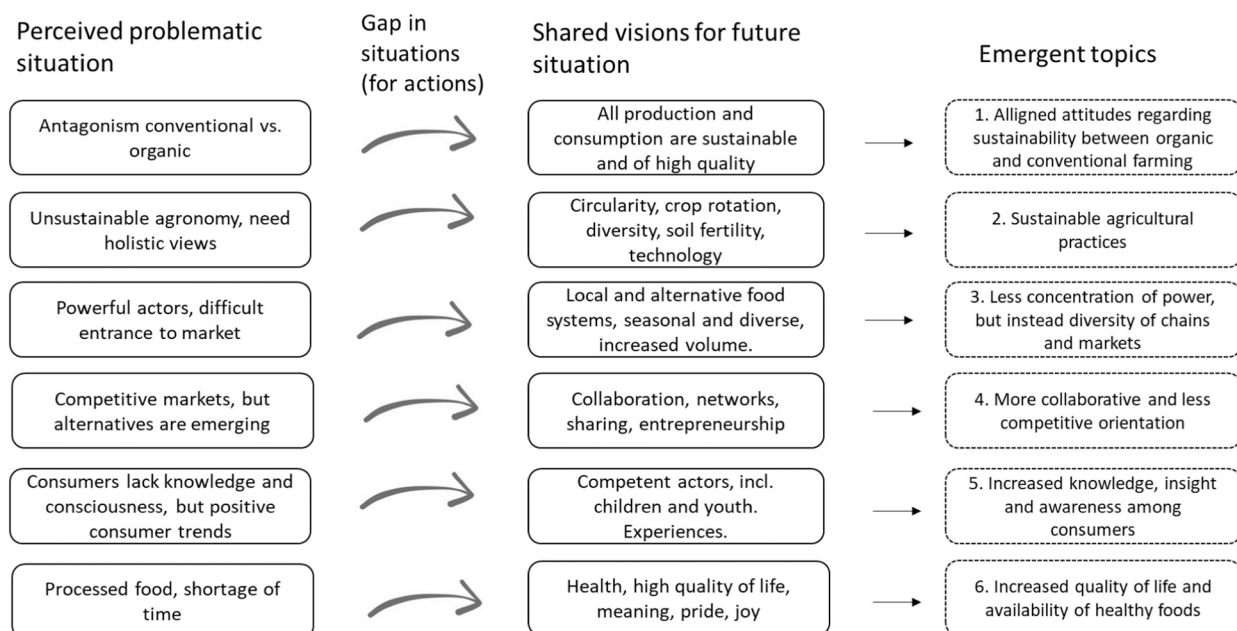 Perceived problematic
situation
Gap in
situations
(for actions)
Shared visions for future
situation
Emergent topics
Antagonism conventional vs.
organic
All production and
consumption are sustainable
and of high quality
1. Alligned attitudes regarding
sustainability between organic
and conventional farming
Unsustainable agronomy, need
holistic views
Circularity, crop rotation,
diversity, soil fertility,
technology
2. Sustainable agricultural
practices
Powerful actors, difficult
entrance to market
Local and alternative food
systems, seasonal and diverse,
increased volume.
3. Less concentration of power,
but instead diversity of chains
and markets
Competitive markets, but
alternatives are emerging
Collaboration, networks,
sharing, entrepreneurship
4. More collaborative and less
competitive orientation
Consumers lack knowledge and
consciousness, but positive
consumer trends
Competent actors, incl.
children and youth.
Experiences.
5. Increased knowledge, insight
and awareness among
consumers
Processed food, shortage of
time
Health, high quality of life,
meaning, pride, joy
6. Increased quality of life and
availability of healthy foods